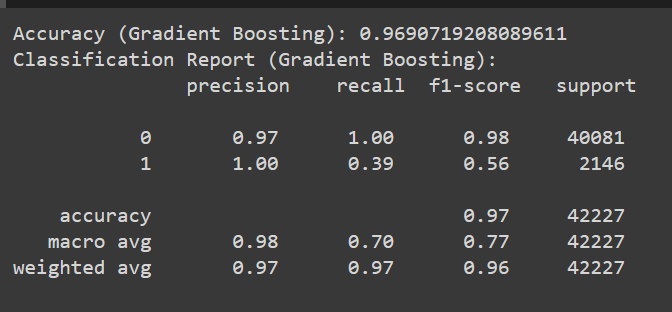 Accuracy (Gradient Boosting): 0.9690719208089611
Classification Report (Gradient Boosting):
precision recall f1-score support
0 0.97 1.00 0.98 40081
1 1.00 0.39 0.56 2146
accuracy 0.97 42227
macro avg 0.98 0.70 0.77 42227
weighted avg 0.97 0.97 0.96 42227